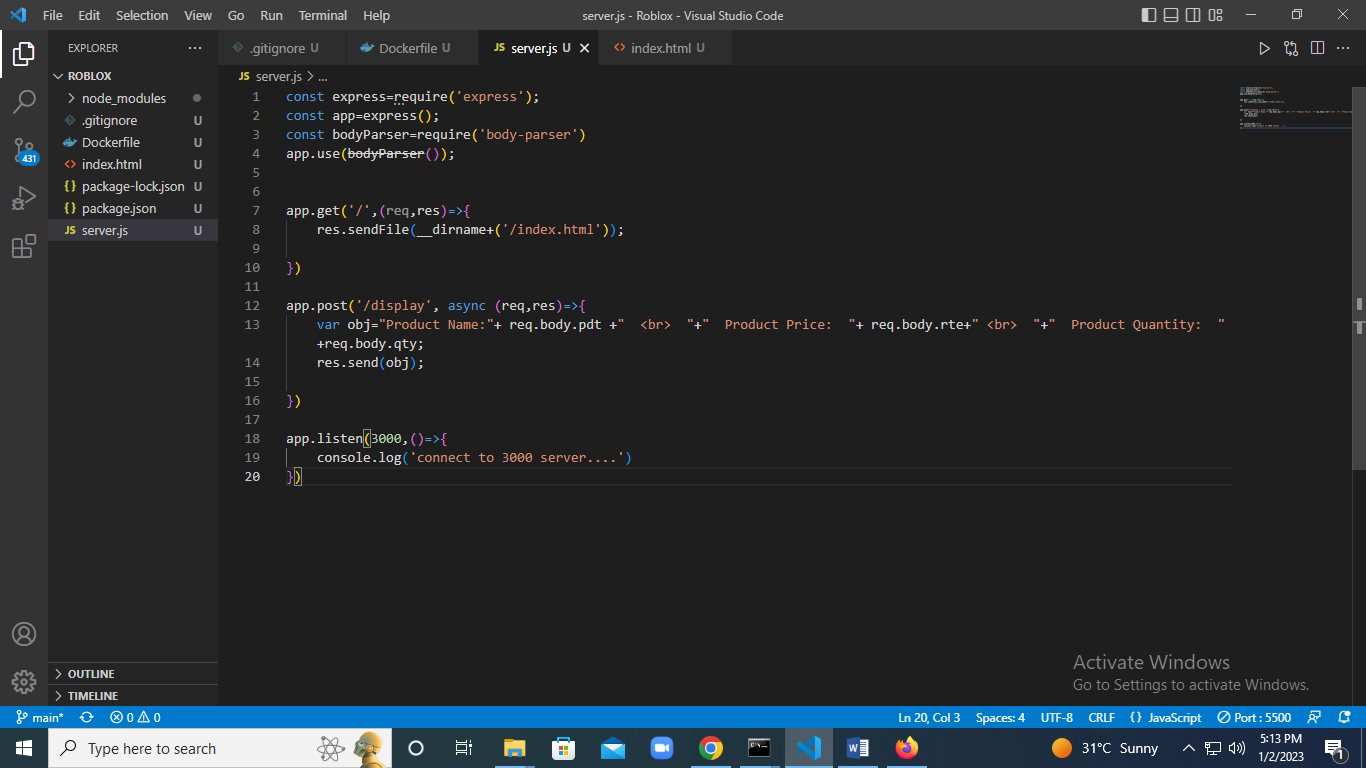 File Edit Selection View Go Run Terminal Help server.js - Roblox - Visual Studio Code
EXPLORER
.gitignore U Dockerfile U JS server.js U index.html U
ROBLOX
JS server.js > ...
node_modules
.gitignore U
Dockerfile U
index.html U
package-lock.json U
package.json U
JS server.js U
431
1 const express=require('express');
2 const app=express();
3 const bodyParser=require('body-parser')
4 app.use(bodyParser());
5
6
7 app.get('/',(req,res)=>{
8 res.sendFile(__dirname+('/index.html'));
9
10 })
11
12 app.post('/display', async (req,res)=>{
13 var obj="Product Name:"+ req.body.pdt +"  <br>  "+"  Product Price:  "+ req.body.rte+" <br>  "+"  Product Quantity:  "
+req.body.qty;
14 res.send(obj);
15
16 })
17
18 app.listen(3000,()=>{
19 console.log('connect to 3000 server....')
20 })
Activate Windows
Go to Settings to activate Windows.
OUTLINE
TIMELINE
main* 0 0 Ln 20, Col 3 Spaces: 4 UTF-8 CRLF {} JavaScript Port : 5500
Type here to search 31°C Sunny 5:13 PM
1/2/2023
1